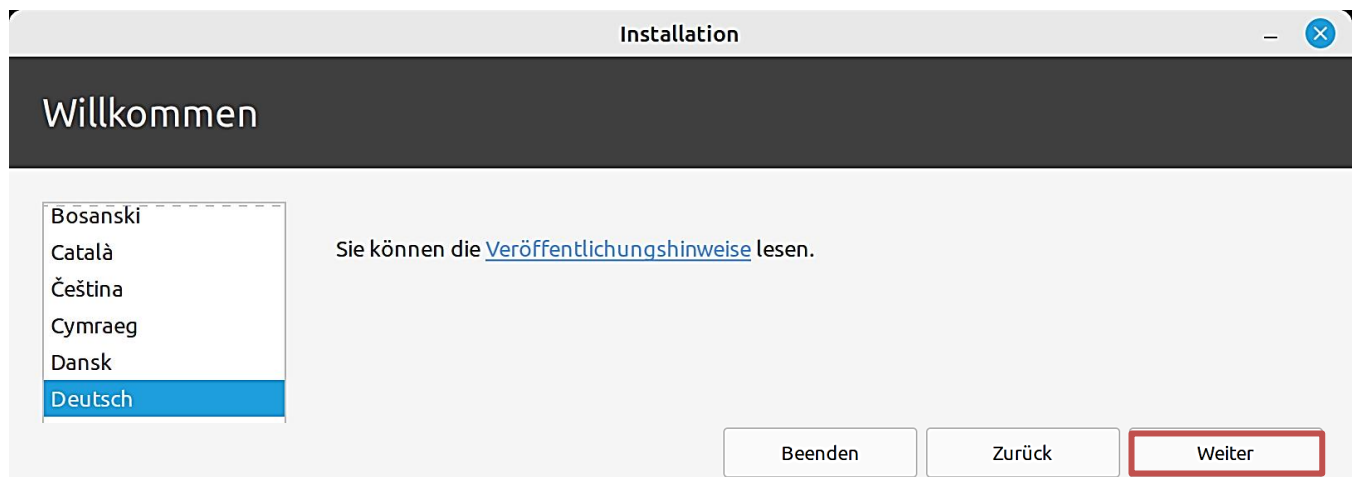 Installation
Willkommen
Bosanski
Català
Čeština
Cymraeg
Dansk
Deutsch
Sie können die Veröffentlichungshinweise lesen.
Beenden
Zurück
Weiter